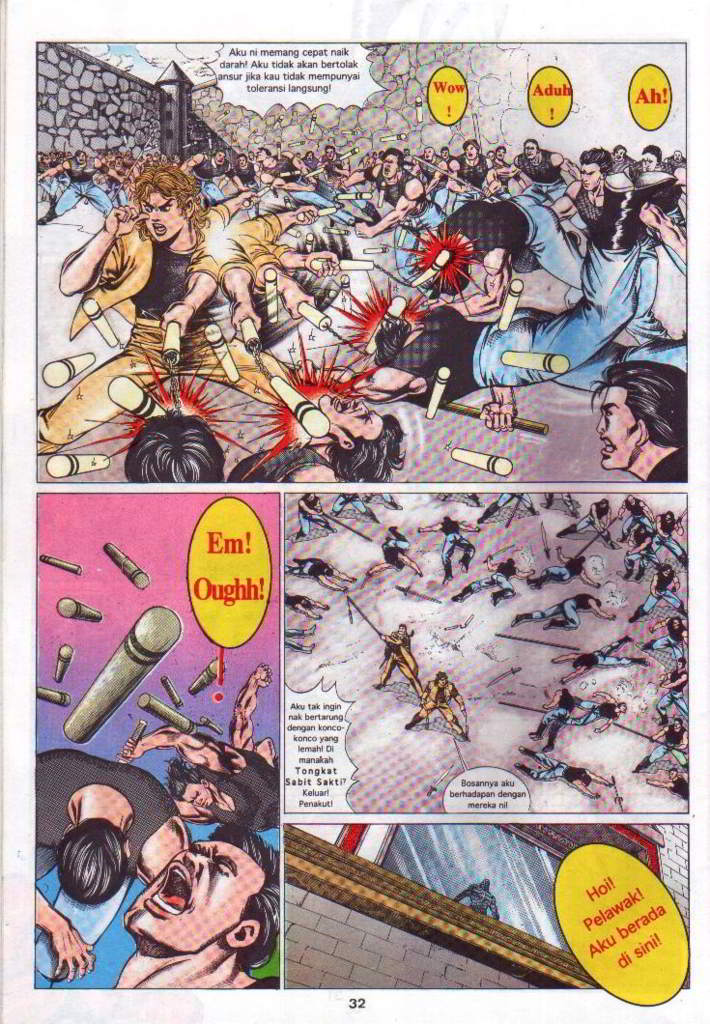 Aku ni memang cepat naik
darah! Aku tidak akan bertolak
ansur jika kau tidak mempunyai
toleransi langsung!
Wow
!
Aduh
!
Ah!
Em!
Oughh!
Aku tak ingin
nak bertarung
dengan konco-
konco yang
lemah! Di
manakah
Tongkat
Sabit Sakti?
Keluar!
Penakut!
Bosannya aku
berhadapan dengan
mereka ni!
Hoi!
Pelawak!
Aku berada
di sini!
32